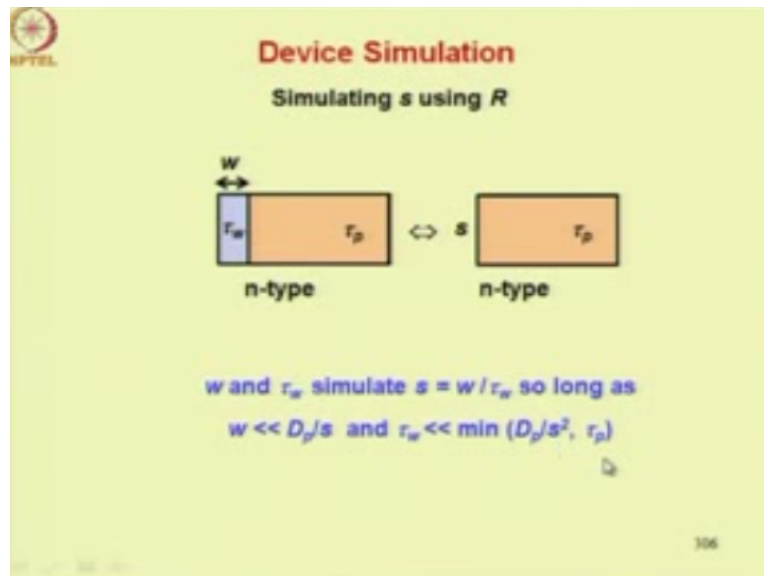 NPTEL
Device Simulation
Simulating s using R
w
τw τp ⇔ s τp
n-type n-type
w and τw simulate s = w / τw so long as
w << Dp/s and τw << min (Dp/s², τp)
106